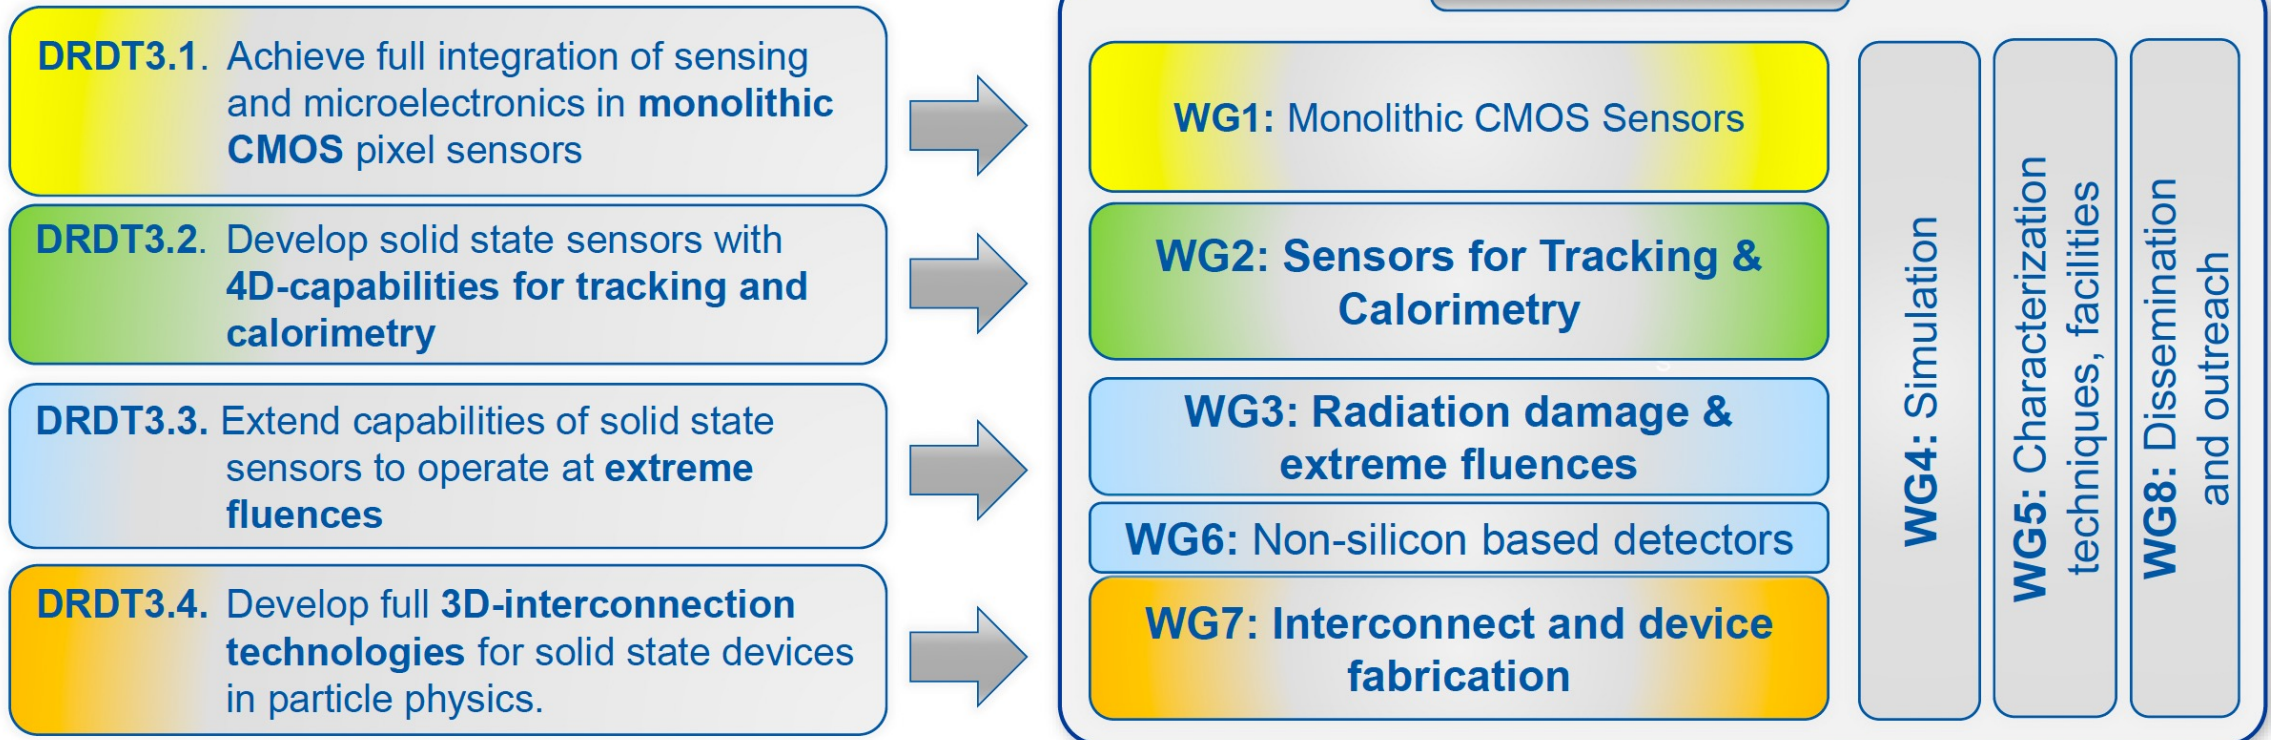 DRDT3.1. Achieve full integration of sensing
and microelectronics in monolithic
CMOS pixel sensors
DRDT3.2. Develop solid state sensors with
4D-capabilities for tracking and
calorimetry
DRDT3.3. Extend capabilities of solid state
sensors to operate at extreme
fluences
DRDT3.4. Develop full 3D-interconnection
technologies for solid state devices
in particle physics.
WG1: Monolithic CMOS Sensors
WG2: Sensors for Tracking &
Calorimetry
s
WG3: Radiation damage &
extreme fluences
WG6: Non-silicon based detectors
WG7: Interconnect and device
fabrication
WG4: Simulation
WG5: Characterization
techniques, facilities
WG8: Dissemination
and outreach